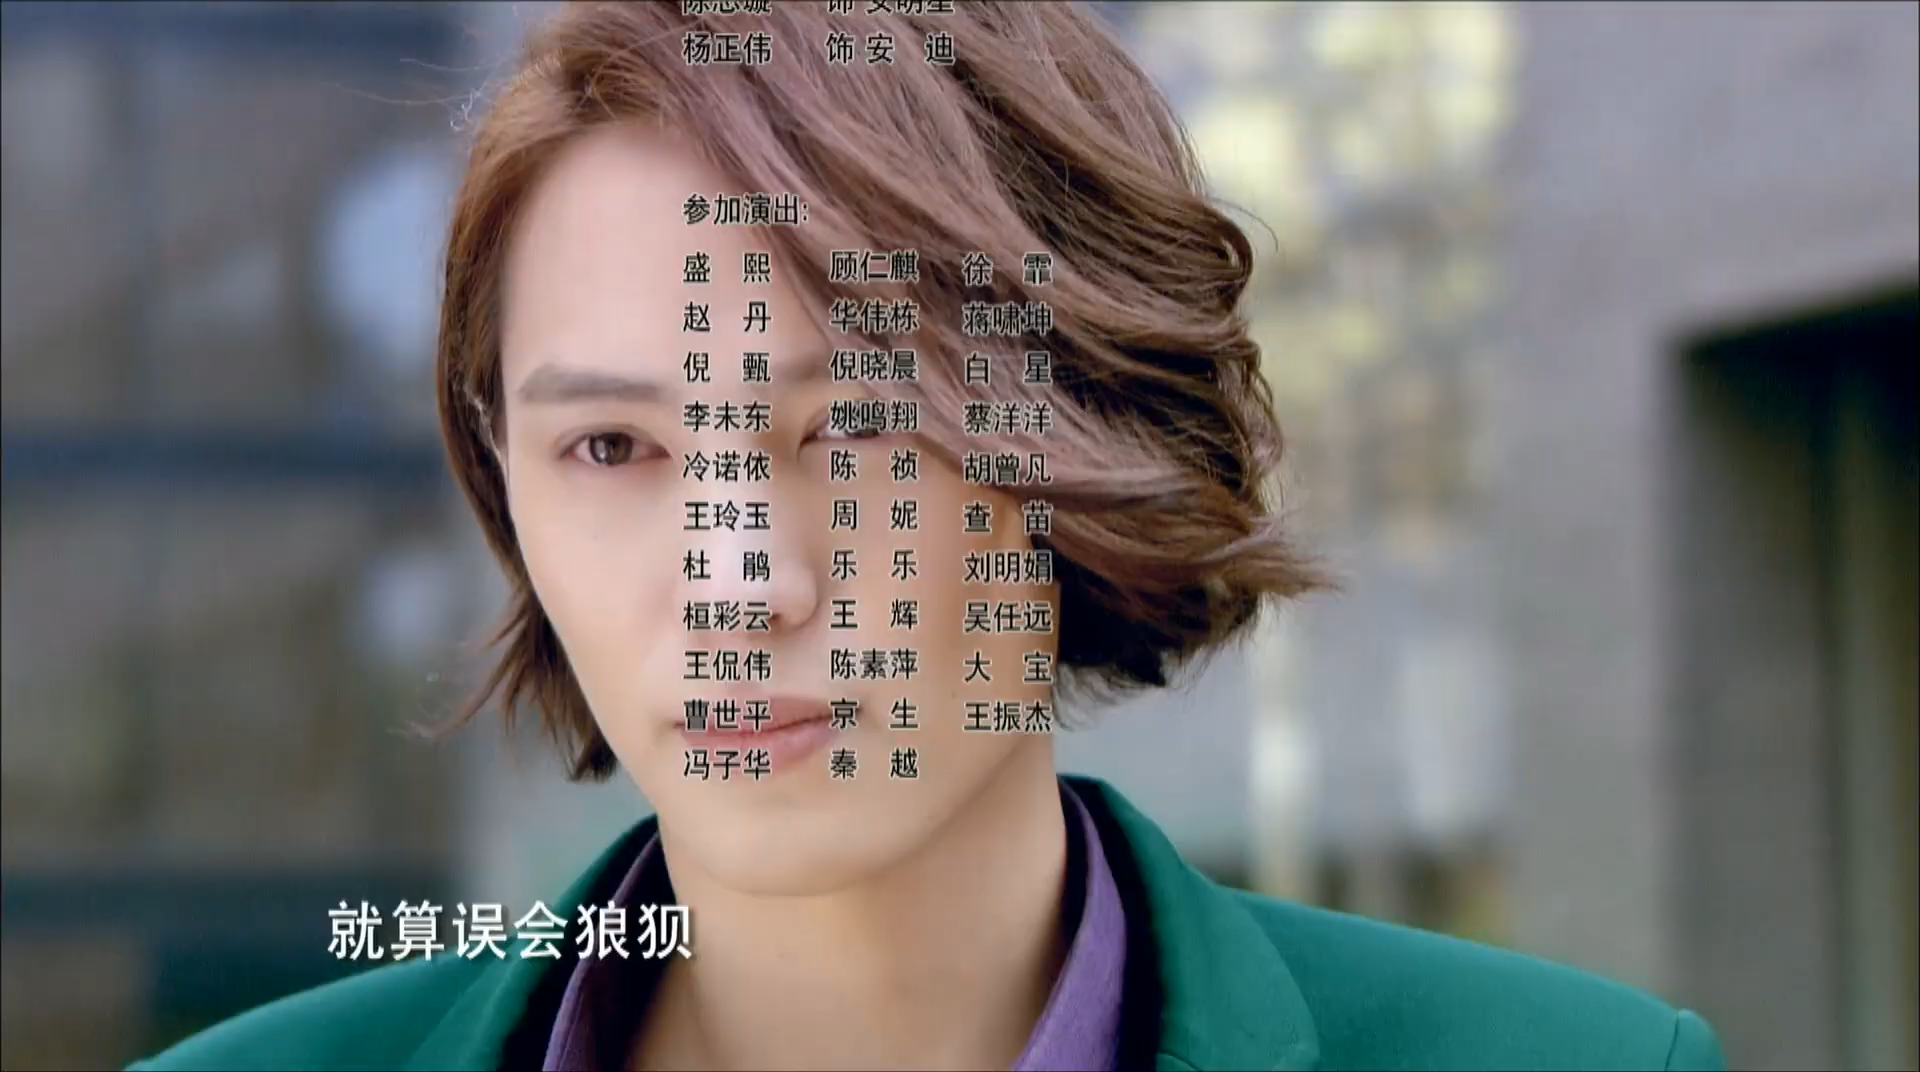 杨正伟 饰 安 迪
参加演出:
盛 熙 顾仁麒 徐 霏
赵 丹 华伟栋 蒋啸坤
倪 甄 倪晓晨 白 星
李未东 姚鸣翔 蔡洋洋
冷诺依 陈 祯 胡曾凡
王玲玉 周 妮 查 苗
杜 鹃 乐 乐 刘明娟
桓彩云 王 辉 吴任远
王侃伟 陈素萍 大 宝
曹世平 京 生 王振杰
冯子华 秦 越
就算误会狼狈